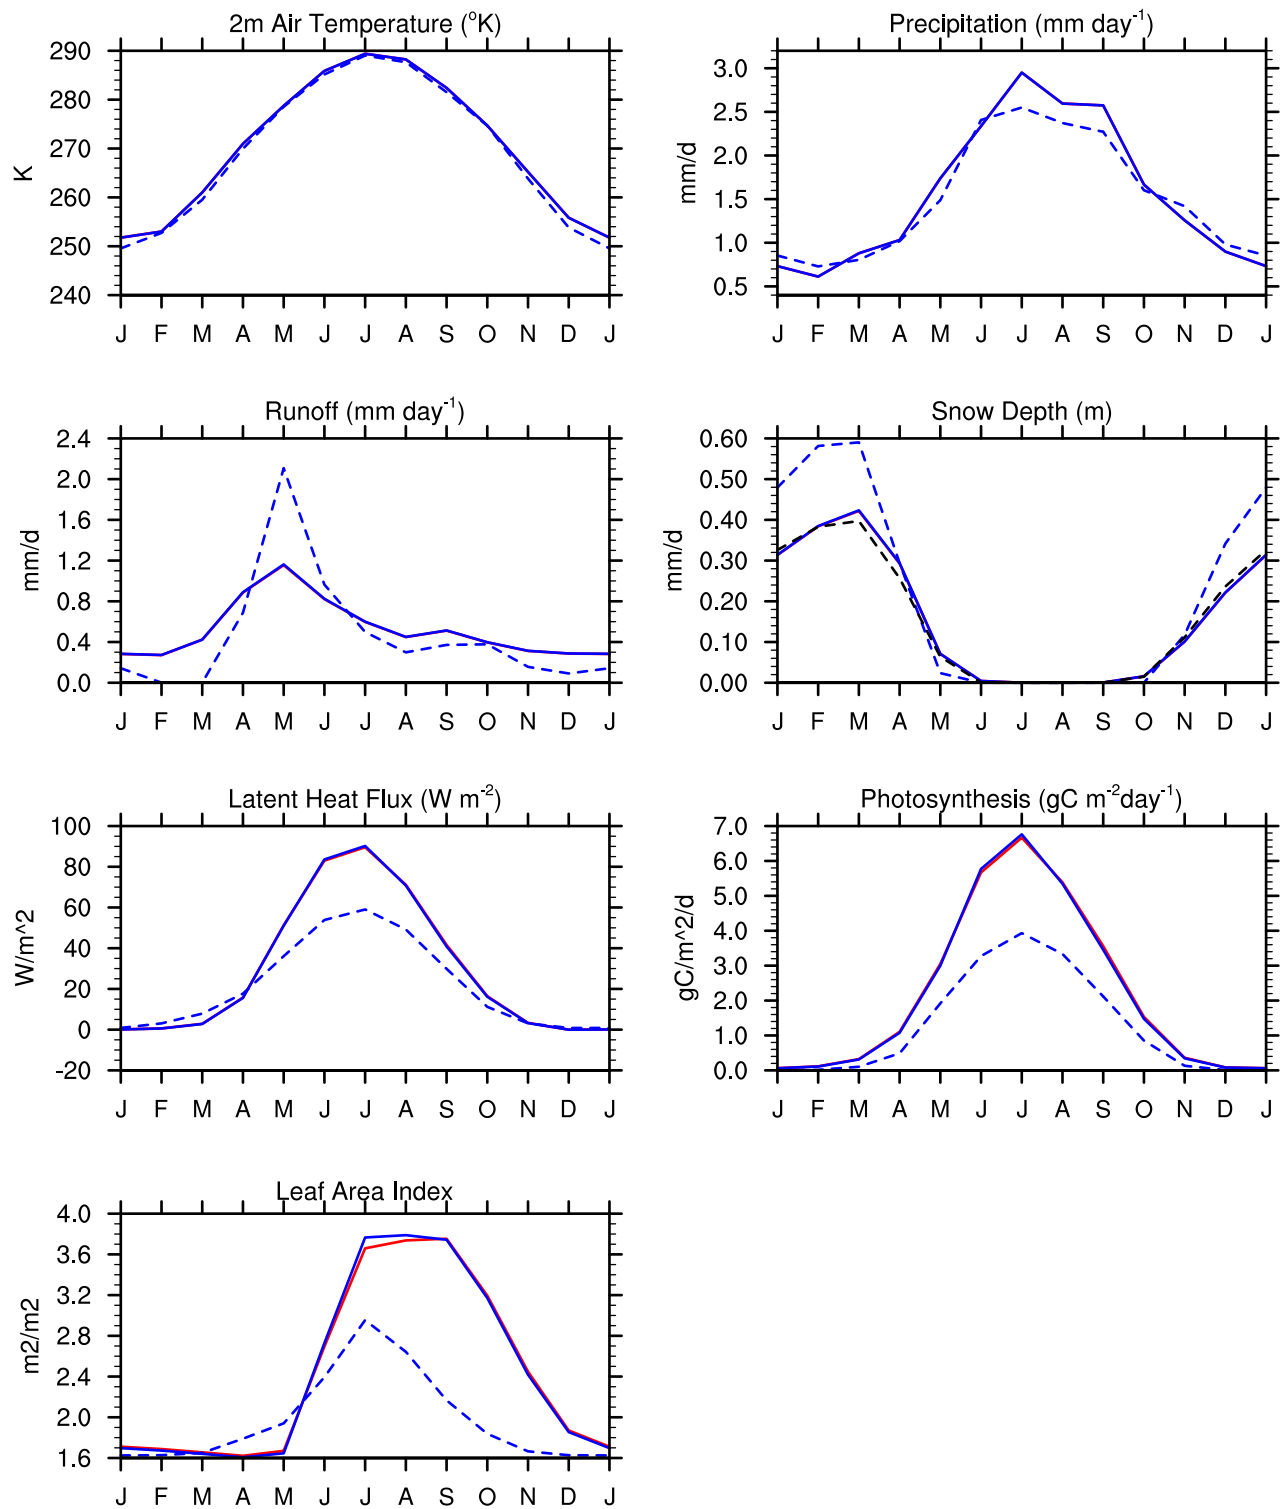 2m Air Temperature (°K)
290
280
270
260
250
240
K
J F M A M J J A S O N D J
Precipitation (mm day-1)
3.0
2.5
2.0
1.5
1.0
0.5
mm/d
J F M A M J J A S O N D J
Runoff (mm day-1)
2.4
2.0
1.6
1.2
0.8
0.4
0.0
mm/d
J F M A M J J A S O N D J
Snow Depth (m)
0.60
0.50
0.40
0.30
0.20
0.10
0.00
mm/d
J F M A M J J A S O N D J
Latent Heat Flux (W m-2)
100
80
60
40
20
0
-20
W/m^2
J F M A M J J A S O N D J
Photosynthesis (gC m-2day-1)
7.0
6.0
5.0
4.0
3.0
2.0
1.0
0.0
gC/m^2/d
J F M A M J J A S O N D J
Leaf Area Index
4.0
3.6
3.2
2.8
2.4
2.0
1.6
m2/m2
J F M A M J J A S O N D J